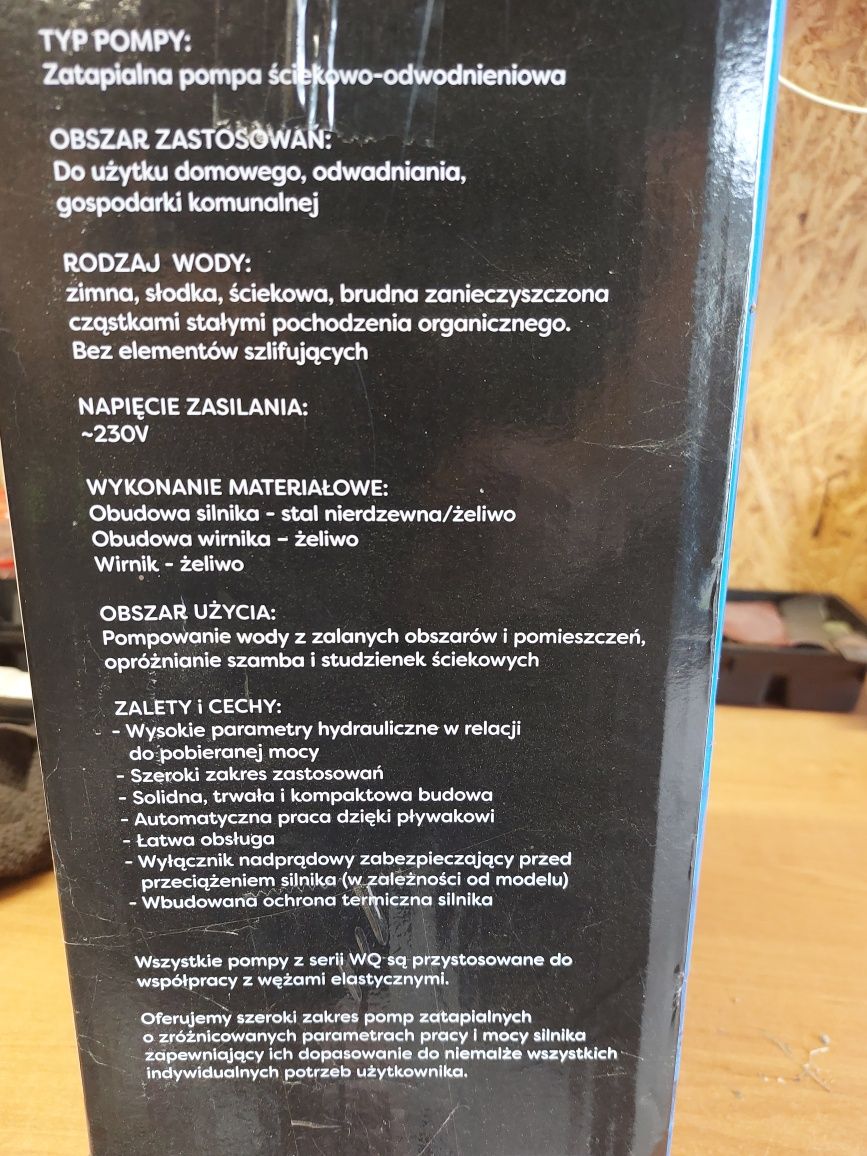 TYP POMPY:
Zatapialna pompa ściekowo-odwodnieniowa
OBSZAR ZASTOSOWAŃ:
Do użytku domowego, odwadniania,
gospodarki komunalnej
RODZAJ WODY:
zimna, słodka, ściekowa, brudna zanieczyszczona
cząstkami stałymi pochodzenia organicznego.
Bez elementów szlifujących
NAPIĘCIE ZASILANIA:
~230V
WYKONANIE MATERIAŁOWE:
Obudowa silnika - stal nierdzewna/żeliwo
Obudowa wirnika – żeliwo
Wirnik - żeliwo
OBSZAR UŻYCIA:
Pompowanie wody z zalanych obszarów i pomieszczeń,
opróżnianie szamba i studzienek ściekowych
ZALETY i CECHY:
- Wysokie parametry hydrauliczne w relacji
do pobieranej mocy
- Szeroki zakres zastosowań
- Solidna, trwała i kompaktowa budowa
- Automatyczna praca dzięki pływakowi
- Łatwa obsługa
- Wyłącznik nadprądowy zabezpieczający przed
przeciążeniem silnika (w zależności od modelu)
- Wbudowana ochrona termiczna silnika
Wszystkie pompy z serii WQ są przystosowane do
współpracy z wężami elastycznymi.
Oferujemy szeroki zakres pomp zatapialnych
o zróżnicowanych parametrach pracy i mocy silnika
zapewniający ich dopasowanie do niemalże wszystkich
indywidualnych potrzeb użytkownika.